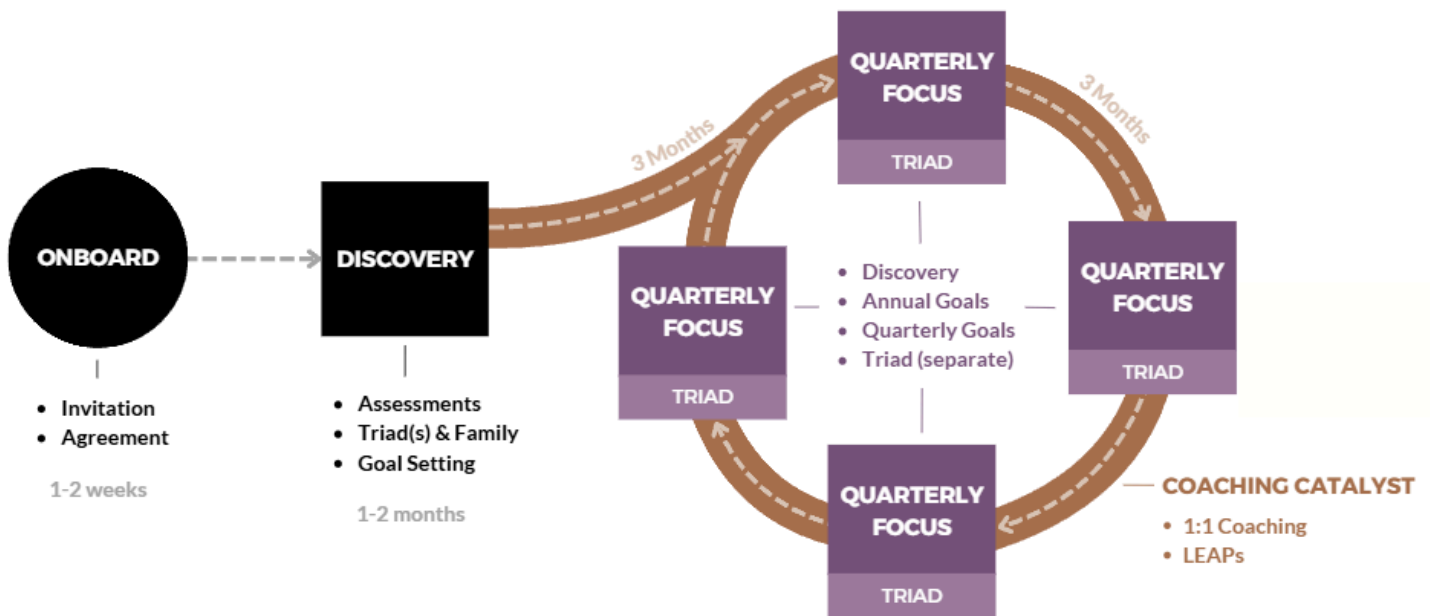 ONBOARD
• Invitation
• Agreement
1-2 weeks
DISCOVERY
• Assessments
• Triad(s) & Family
• Goal Setting
1-2 months
3 Months
QUARTERLY
FOCUS
TRIAD
3 Months
QUARTERLY
FOCUS
TRIAD
QUARTERLY
FOCUS
TRIAD
QUARTERLY
FOCUS
TRIAD
• Discovery
• Annual Goals
• Quarterly Goals
• Triad (separate)
COACHING CATALYST
• 1:1 Coaching
• LEAPs